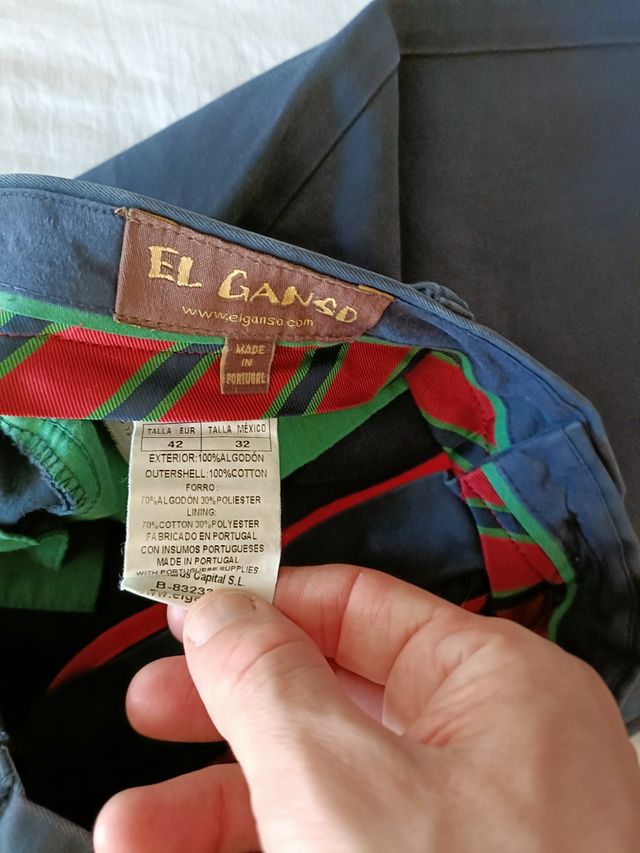 EL GANSO
www.elganso.com
MADE
IN
PORTUGAL
TALLA EUR TALLA MÉXICO
42 32
EXTERIOR:100%ALGODÓN
OUTERSHELL:100%COTTON
FORRO:
70%ALGODÓN 30%POLIESTER
LINING:
70%COTTON 30%POLYESTER
FABRICADO EN PORTUGAL
CON INSUMOS PORTUGUESES
MADE IN PORTUGAL
WITH PORTUGUESE SUPPLIES
Capital S.L.